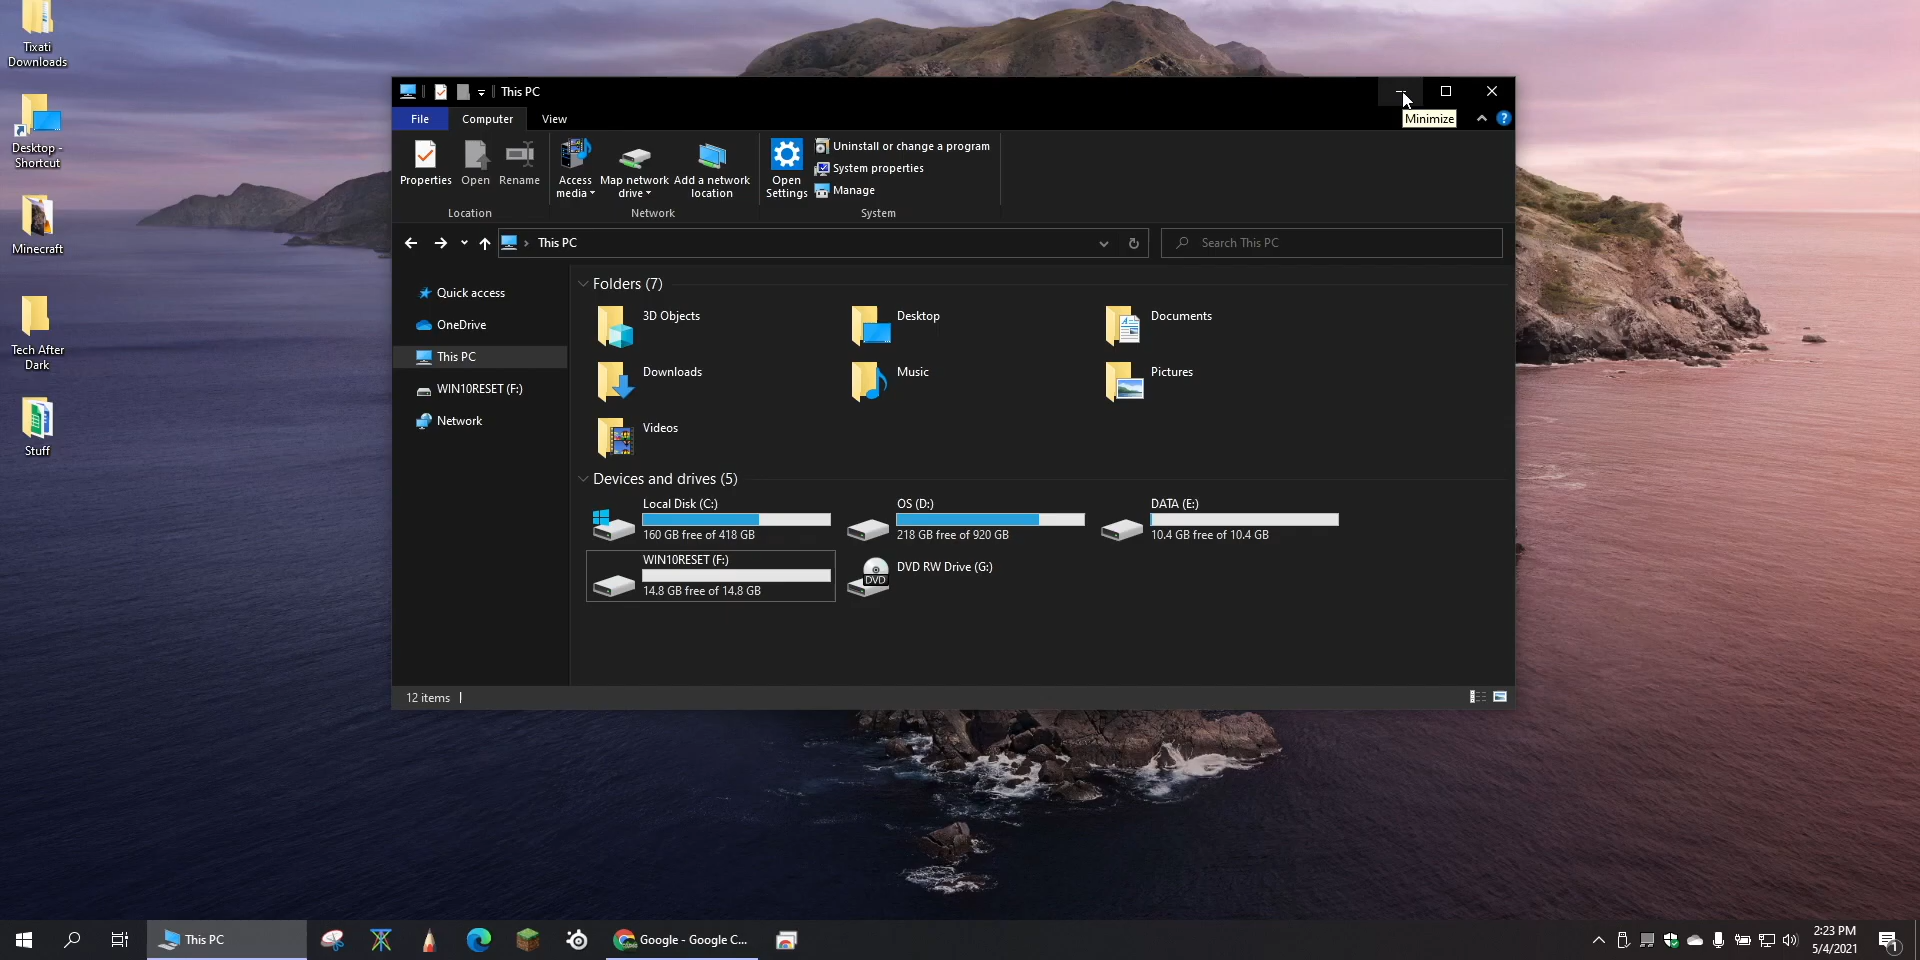 Tixati
Downloads
Desktop -
Shortcut
Minecraft
Tech After
Dark
Stuff
This PC
Minimize
File
Computer
View
Properties
Open
Rename
Access
media
Map network
drive
Add a network
location
Open
Settings
Uninstall or change a program
System properties
Manage
Location
Network
System
This PC
Search This PC
Quick access
OneDrive
This PC
WIN10RESET (F:)
Network
Folders (7)
3D Objects
Desktop
Documents
Downloads
Music
Pictures
Videos
Devices and drives (5)
Local Disk (C:)
160 GB free of 418 GB
OS (D:)
218 GB free of 920 GB
DATA (E:)
10.4 GB free of 10.4 GB
WIN10RESET (F:)
14.8 GB free of 14.8 GB
DVD
DVD RW Drive (G:)
12 items
This PC
Google - Google C...
2:23 PM
5/4/2021
1